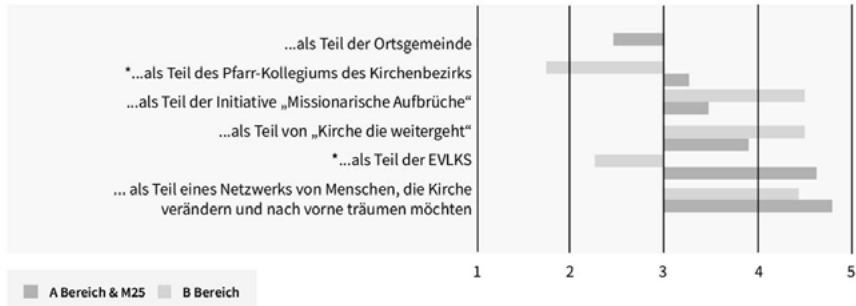 ...als Teil der Ortsgemeinde
*...als Teil des Pfarr-Kollegiums des Kirchenbezirks
...als Teil der Initiative „Missionarische Aufbrüche“
...als Teil von „Kirche die weitergeht“
*...als Teil der EVLKS
... als Teil eines Netzwerks von Menschen, die Kirche
verändern und nach vorne träumen möchten
1 2 3 4 5
A Bereich & M25 B Bereich